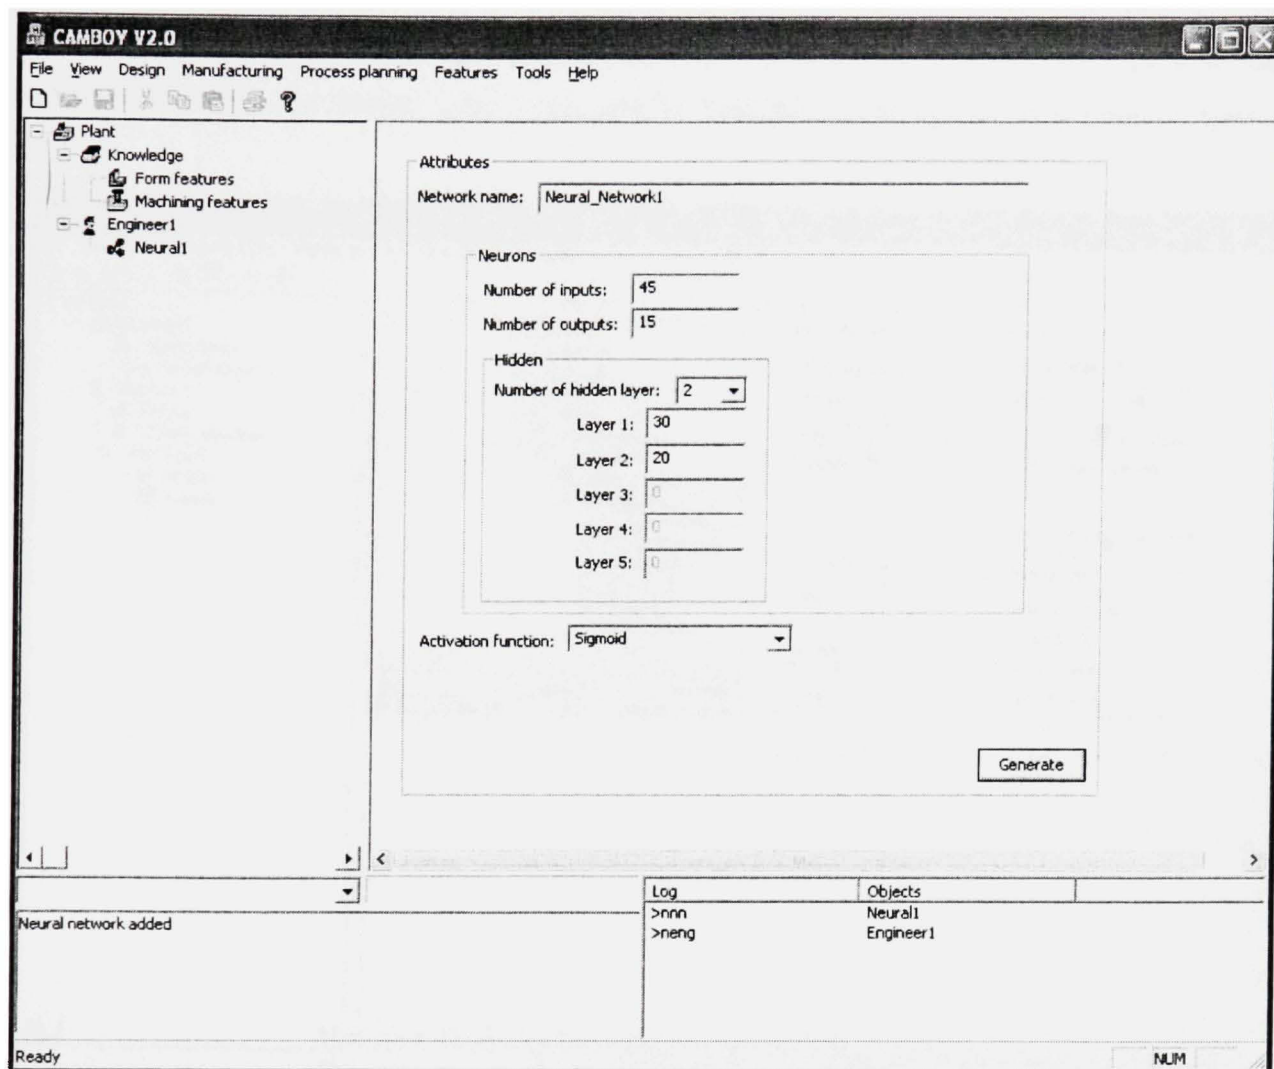 CAMBOY V2.0
File View Design Manufacturing Process planning Features Tools Help
Plant
Knowledge
Form features
Machining features
Engineer1
Neural1
Attributes
Network name: Neural_Network1
Neurons
Number of inputs: 45
Number of outputs: 15
Hidden
Number of hidden layer: 2
Layer 1: 30
Layer 2: 20
Layer 3: 0
Layer 4: 0
Layer 5: 0
Activation function: Sigmoid
Generate
Neural network added
Log Objects
>nnn Neural1
>neng Engineer1
Ready NUM